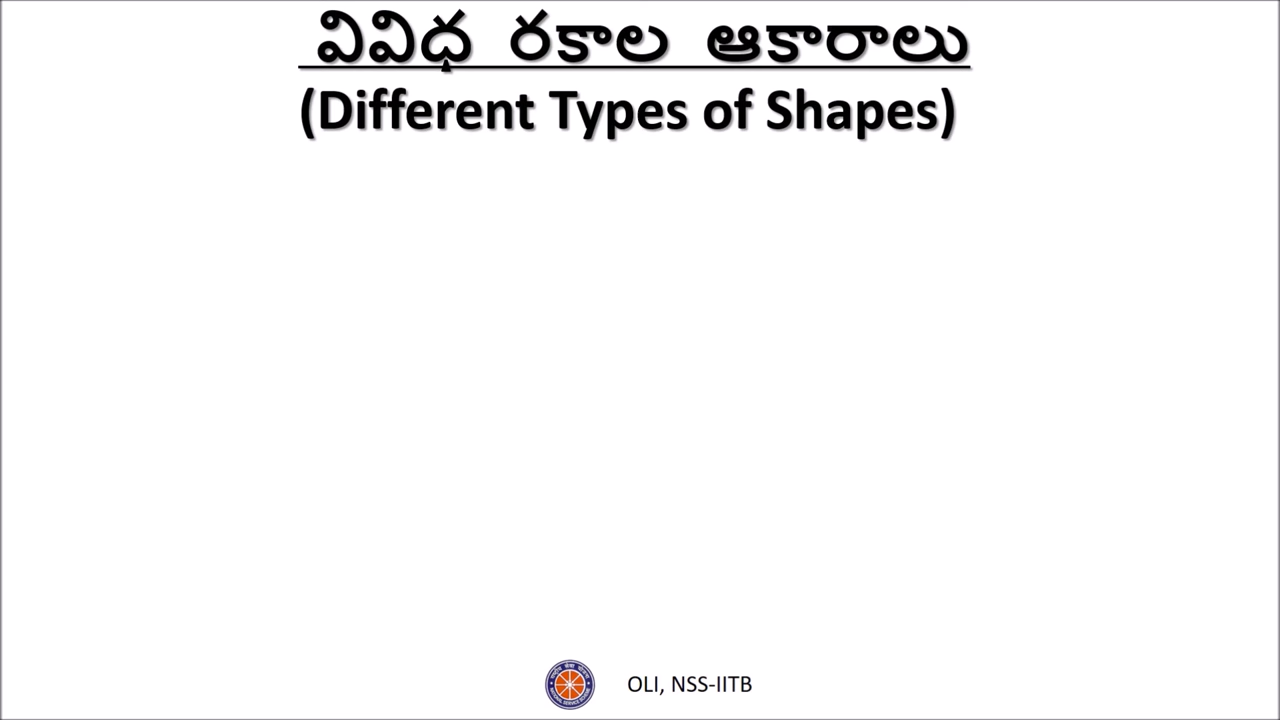 వివిధ రకాల ఆకారాలు
(Different Types of Shapes)
OLI, NSS-IITB